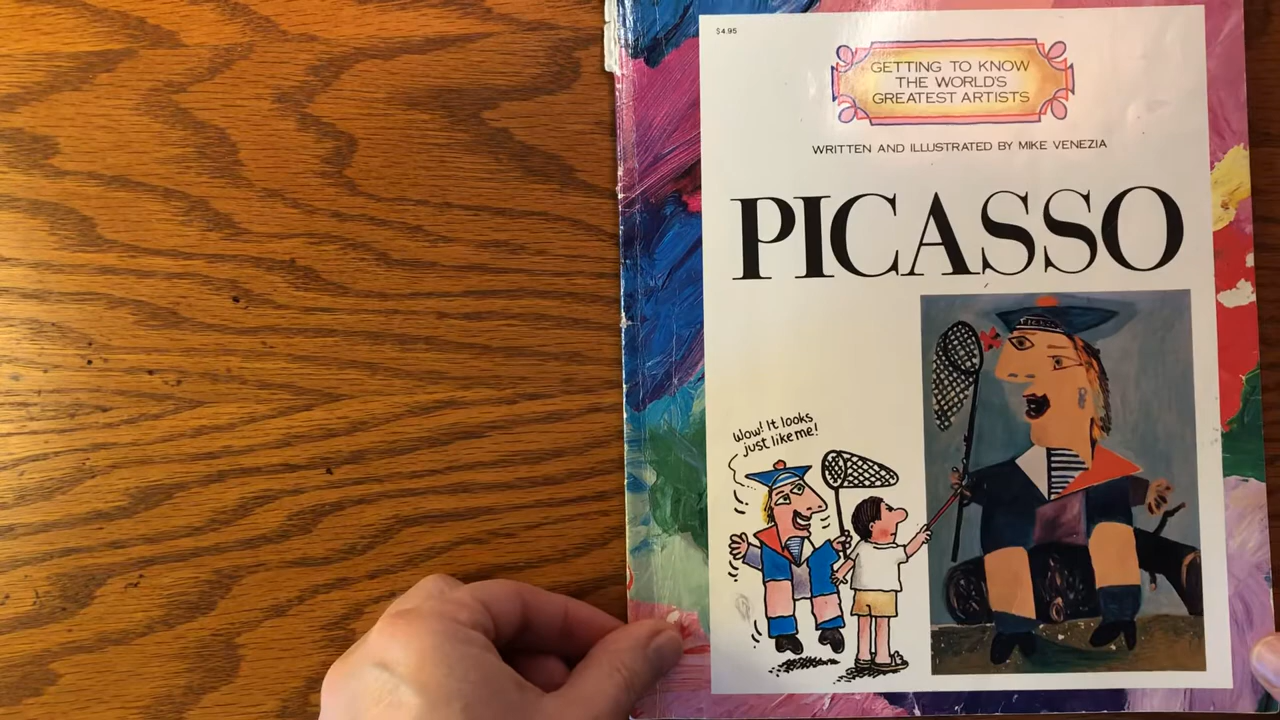 $4.95
GETTING TO KNOW
THE WORLD'S
GREATEST ARTISTS
WRITTEN AND ILLUSTRATED BY MIKE VENEZIA
PICASSO
Picasso
Wow! It looks
just like me!